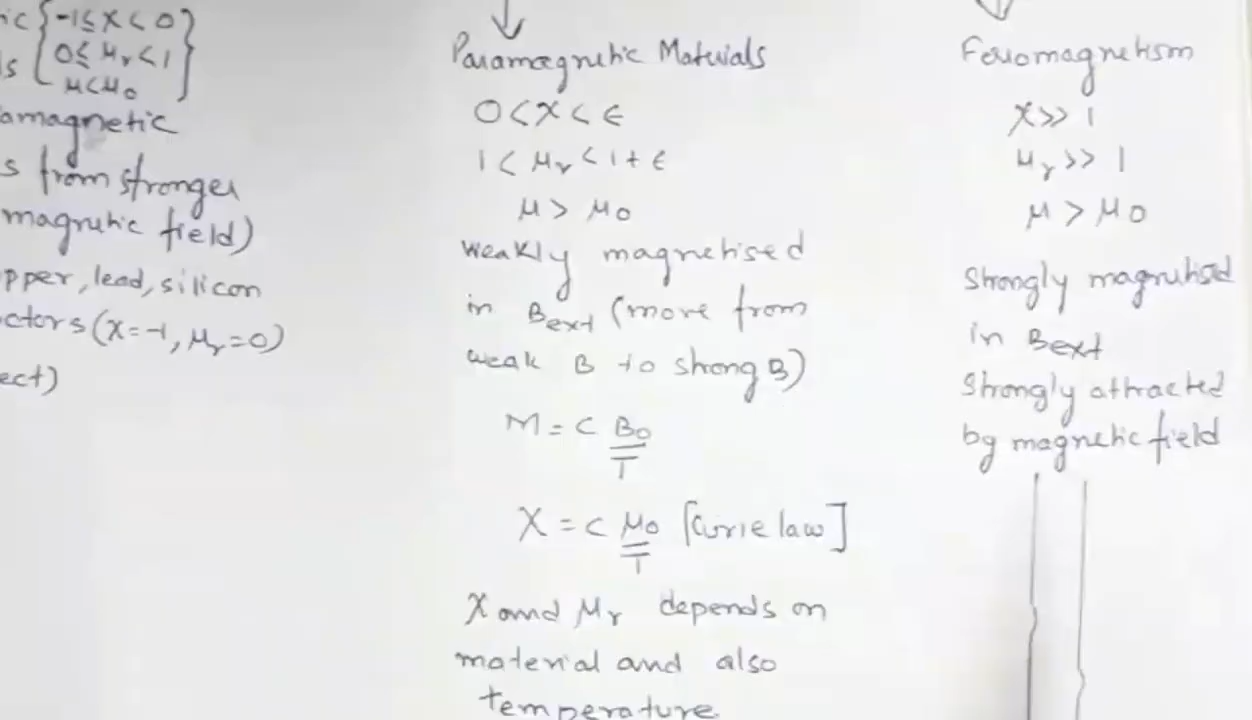 ic {-1≤χ<0}
s [0≤μr<1]
μ<μ0
amagnetic
s from stronger
magnetic field)
pper, lead, silicon
ctors (χ=-1, μr=0)
ect)
Paramagnetic Materials
0<χ<ε
1<μr<1+ε
μ>μ0
weakly magnetised
in Bext (move from
weak B to strong B)
M = C B0/T
χ = C μ0/T [Curie law]
χ and μr depends on
material and also
temperature
Ferromagnetism
χ>>1
μr>>1
μ>μ0
Strongly magnetised
in Bext
Strongly attracted
by magnetic field